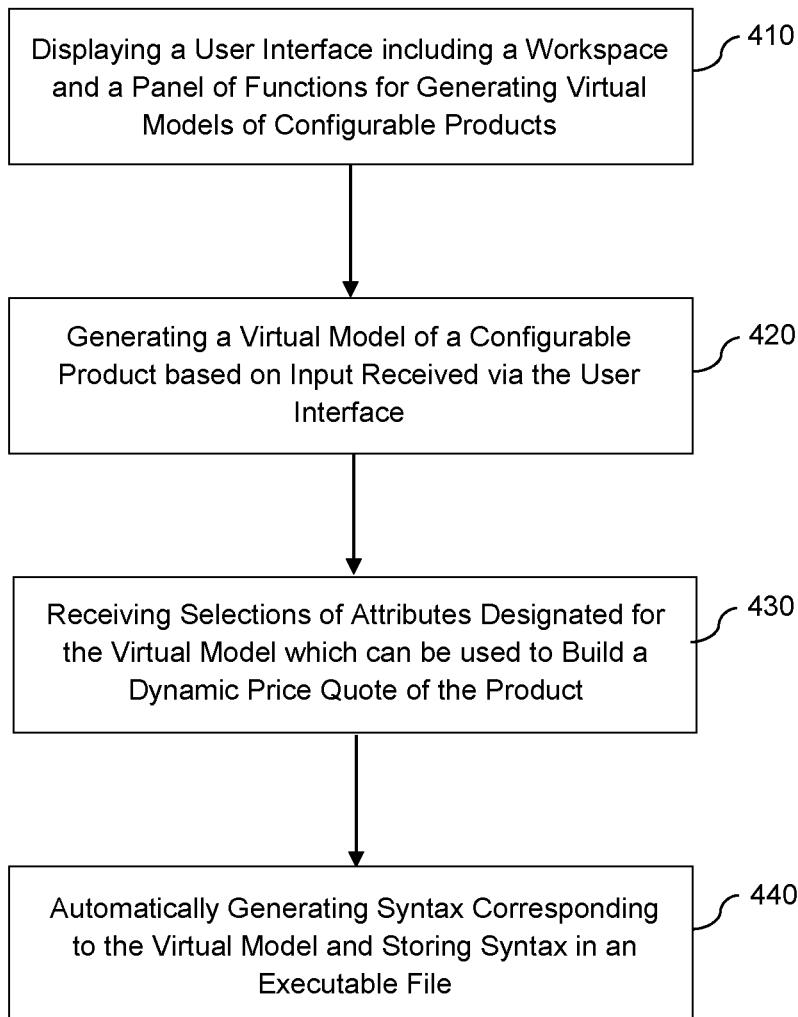 Displaying a User Interface including a Workspace
and a Panel of Functions for Generating Virtual
Models of Configurable Products
410
Generating a Virtual Model of a Configurable
Product based on Input Received via the User
Interface
420
Receiving Selections of Attributes Designated for
the Virtual Model which can be used to Build a
Dynamic Price Quote of the Product
430
Automatically Generating Syntax Corresponding
to the Virtual Model and Storing Syntax in an
Executable File
440